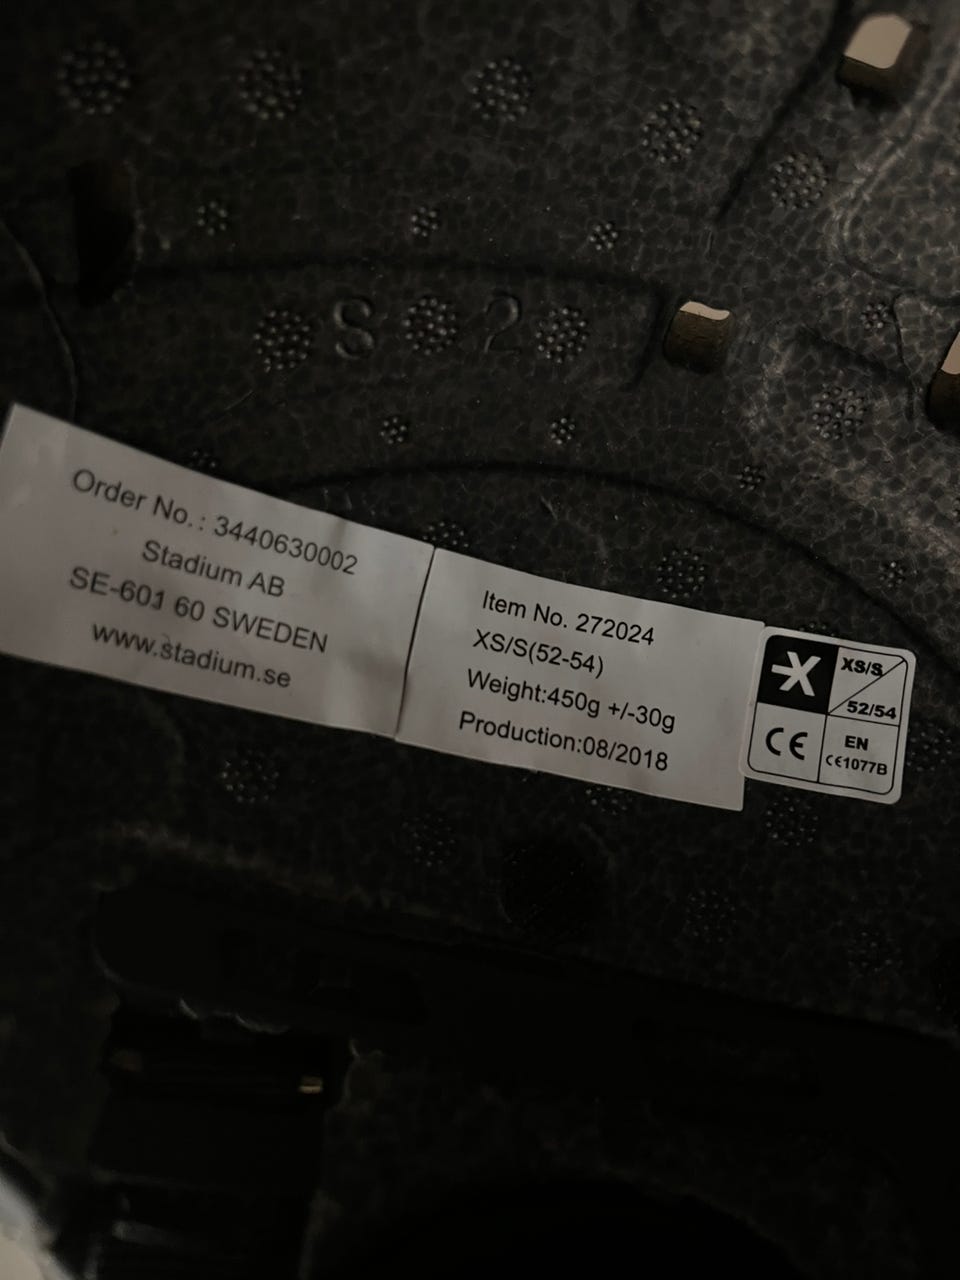 S 2
Order No.: 3440630002
Stadium AB
SE-601 60 SWEDEN
www.stadium.se
Item No. 272024
XS/S(52-54)
Weight:450g +/-30g
Production:08/2018
X
XS/S
52/54
CE
EN
CE1077B